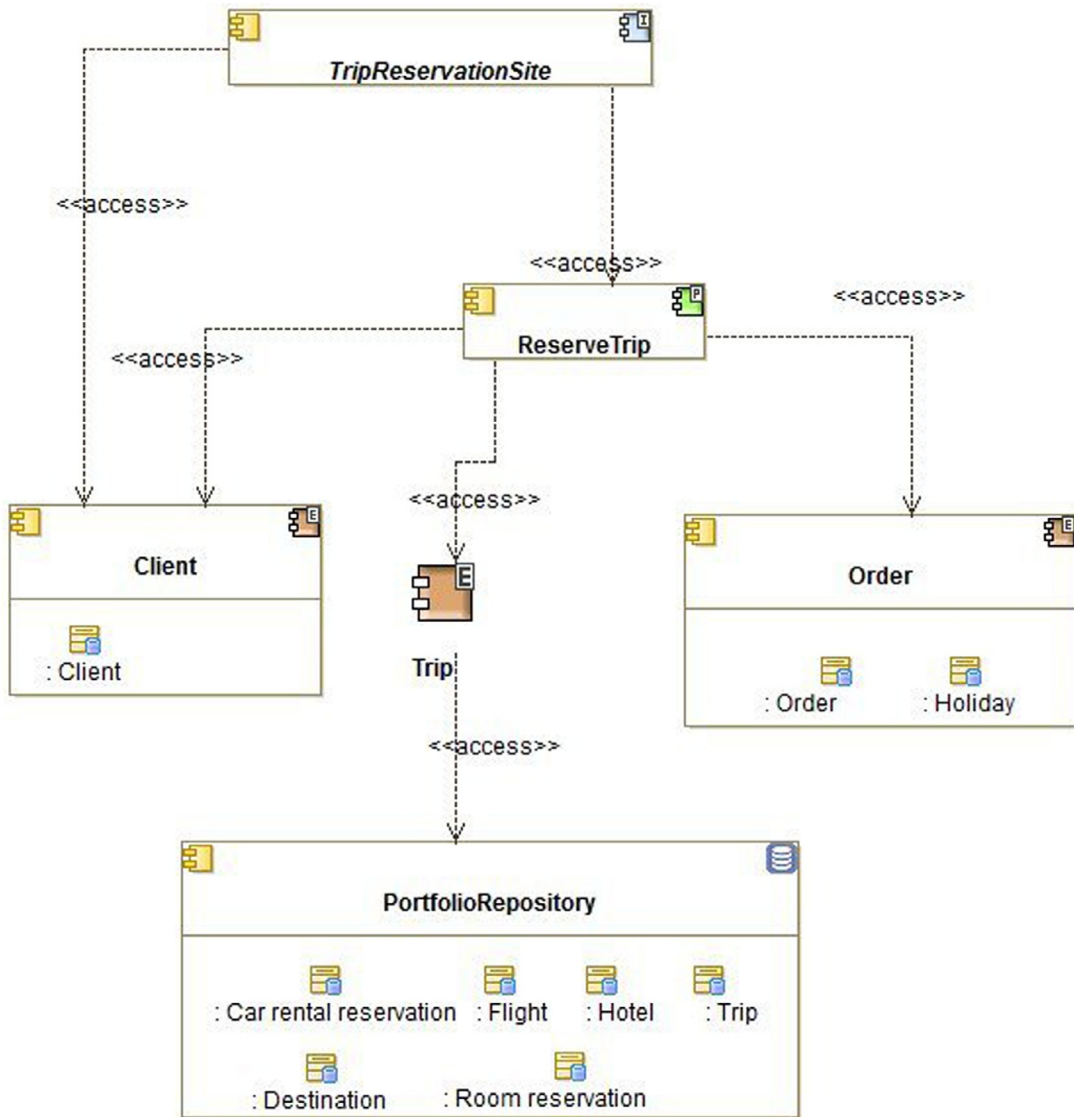 I
TripReservationSite
<<access>>
<<access>>
<<access>>
P
ReserveTrip
<<access>>
<<access>>
E
Client
: Client
E
Trip
E
Order
: Order : Holiday
<<access>>
PortfolioRepository
: Car rental reservation : Flight : Hotel : Trip
: Destination : Room reservation